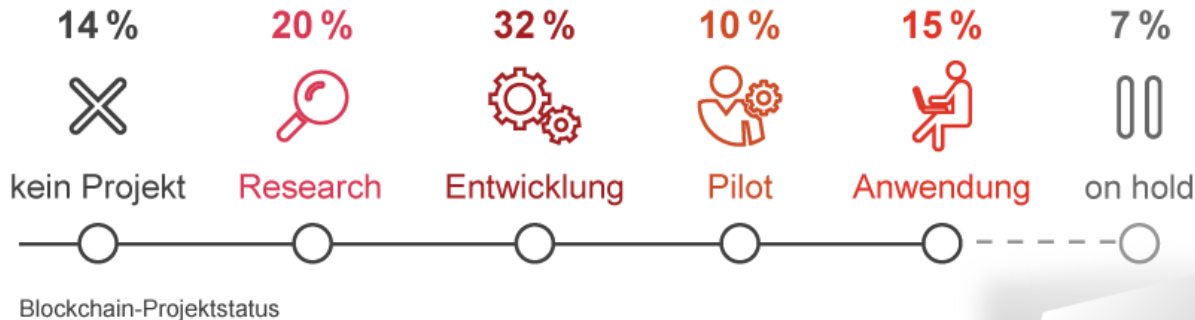 14 % 20 % 32 % 10 % 15 % 7 %
kein Projekt Research Entwicklung Pilot Anwendung on hold
Blockchain-Projektstatus